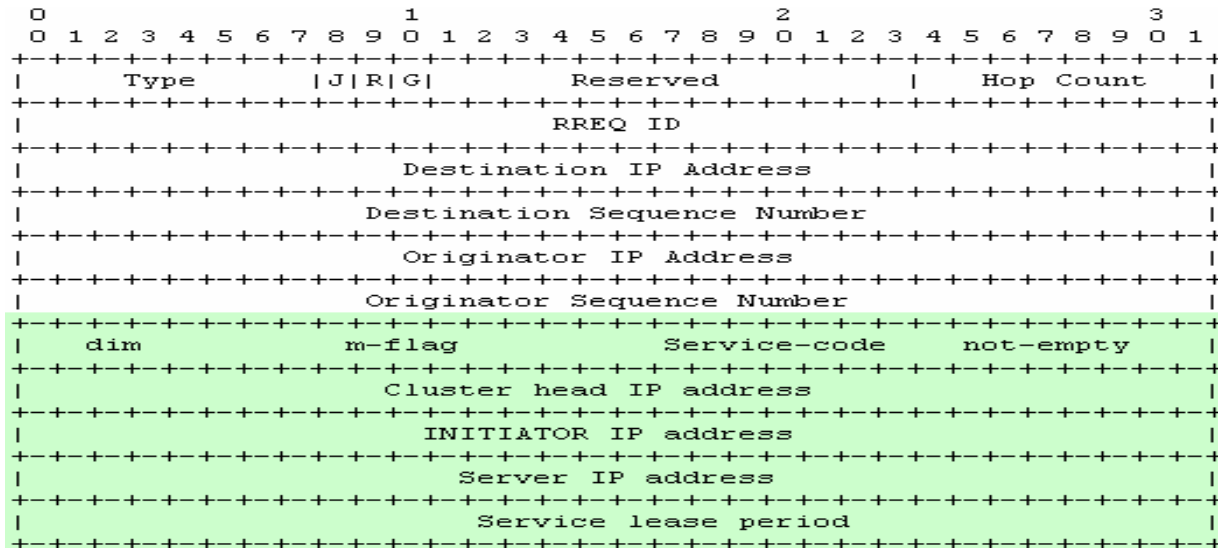 0                   1                   2                   3
0 1 2 3 4 5 6 7 8 9 0 1 2 3 4 5 6 7 8 9 0 1 2 3 4 5 6 7 8 9 0 1
+-+-+-+-+-+-+-+-+-+-+-+-+-+-+-+-+-+-+-+-+-+-+-+-+-+-+-+-+-+-+-+-+
| Type |J|R|G| Reserved | Hop Count |
+-+-+-+-+-+-+-+-+-+-+-+-+-+-+-+-+-+-+-+-+-+-+-+-+-+-+-+-+-+-+-+-+
| RREQ ID |
+-+-+-+-+-+-+-+-+-+-+-+-+-+-+-+-+-+-+-+-+-+-+-+-+-+-+-+-+-+-+-+-+
| Destination IP Address |
+-+-+-+-+-+-+-+-+-+-+-+-+-+-+-+-+-+-+-+-+-+-+-+-+-+-+-+-+-+-+-+-+
| Destination Sequence Number |
+-+-+-+-+-+-+-+-+-+-+-+-+-+-+-+-+-+-+-+-+-+-+-+-+-+-+-+-+-+-+-+-+
| Originator IP Address |
+-+-+-+-+-+-+-+-+-+-+-+-+-+-+-+-+-+-+-+-+-+-+-+-+-+-+-+-+-+-+-+-+
| Originator Sequence Number |
+-+-+-+-+-+-+-+-+-+-+-+-+-+-+-+-+-+-+-+-+-+-+-+-+-+-+-+-+-+-+-+-+
| dim m-flag Service-code not-empty |
+-+-+-+-+-+-+-+-+-+-+-+-+-+-+-+-+-+-+-+-+-+-+-+-+-+-+-+-+-+-+-+-+
| Cluster head IP address |
+-+-+-+-+-+-+-+-+-+-+-+-+-+-+-+-+-+-+-+-+-+-+-+-+-+-+-+-+-+-+-+-+
| INITIATOR IP address |
+-+-+-+-+-+-+-+-+-+-+-+-+-+-+-+-+-+-+-+-+-+-+-+-+-+-+-+-+-+-+-+-+
| Server IP address |
+-+-+-+-+-+-+-+-+-+-+-+-+-+-+-+-+-+-+-+-+-+-+-+-+-+-+-+-+-+-+-+-+
| Service lease period |
+-+-+-+-+-+-+-+-+-+-+-+-+-+-+-+-+-+-+-+-+-+-+-+-+-+-+-+-+-+-+-+-+